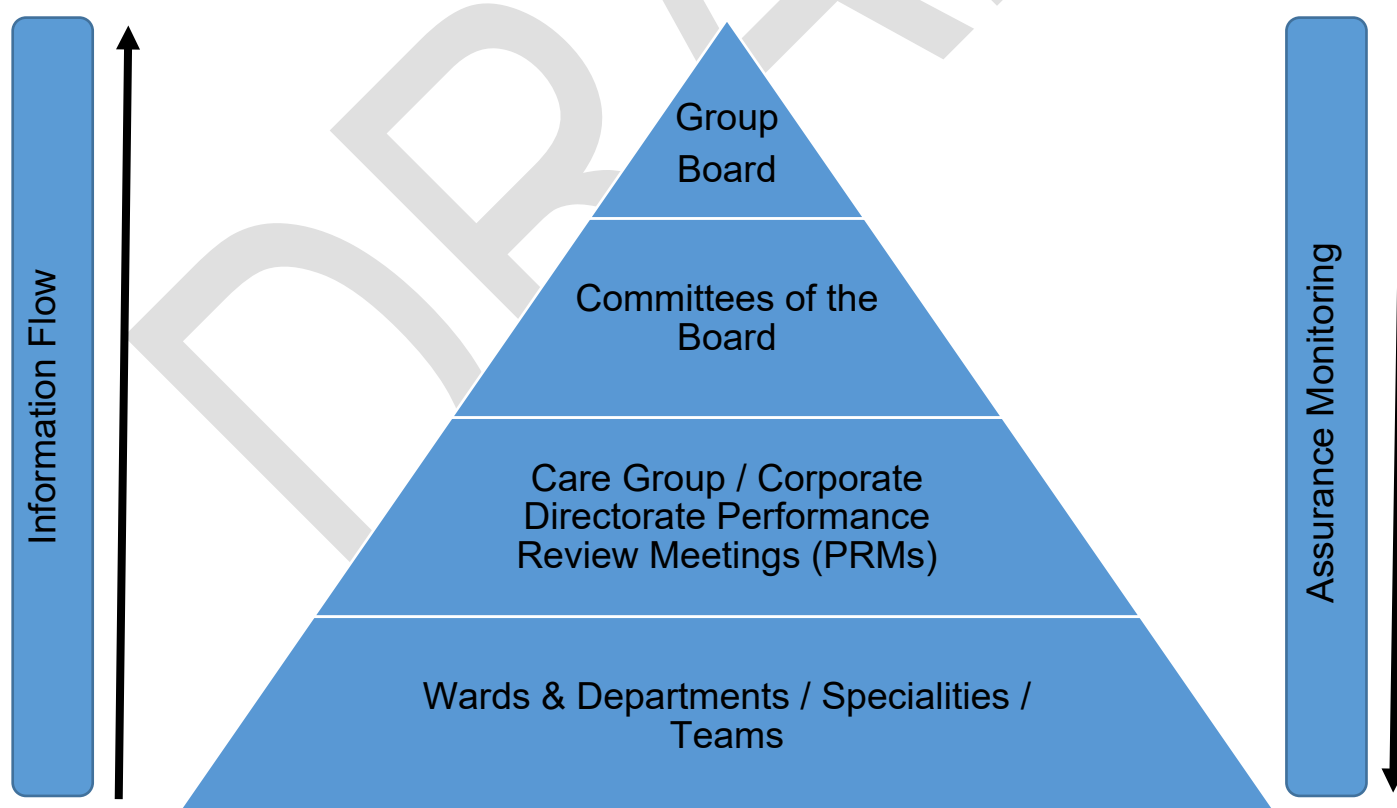 Information Flow
Group
Board
Committees of the
Board
Care Group / Corporate
Directorate Performance
Review Meetings (PRMs)
Wards & Departments / Specialities /
Teams
Assurance Monitoring